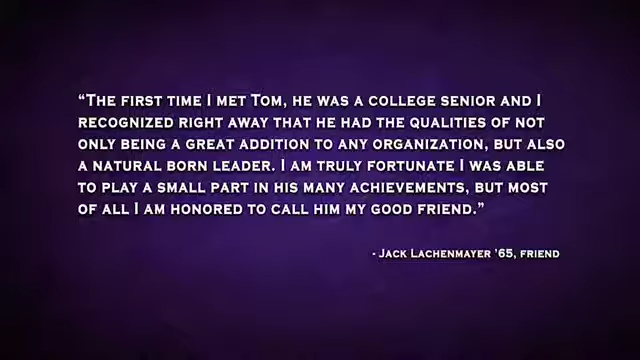 “The first time I met Tom, he was a college senior and I
recognized right away that he had the qualities of not
only being a great addition to any organization, but also
a natural born leader. I am truly fortunate I was able
to play a small part in his many achievements, but most
of all I am honored to call him my good friend.”
- Jack Lachenmayer ’65, friend